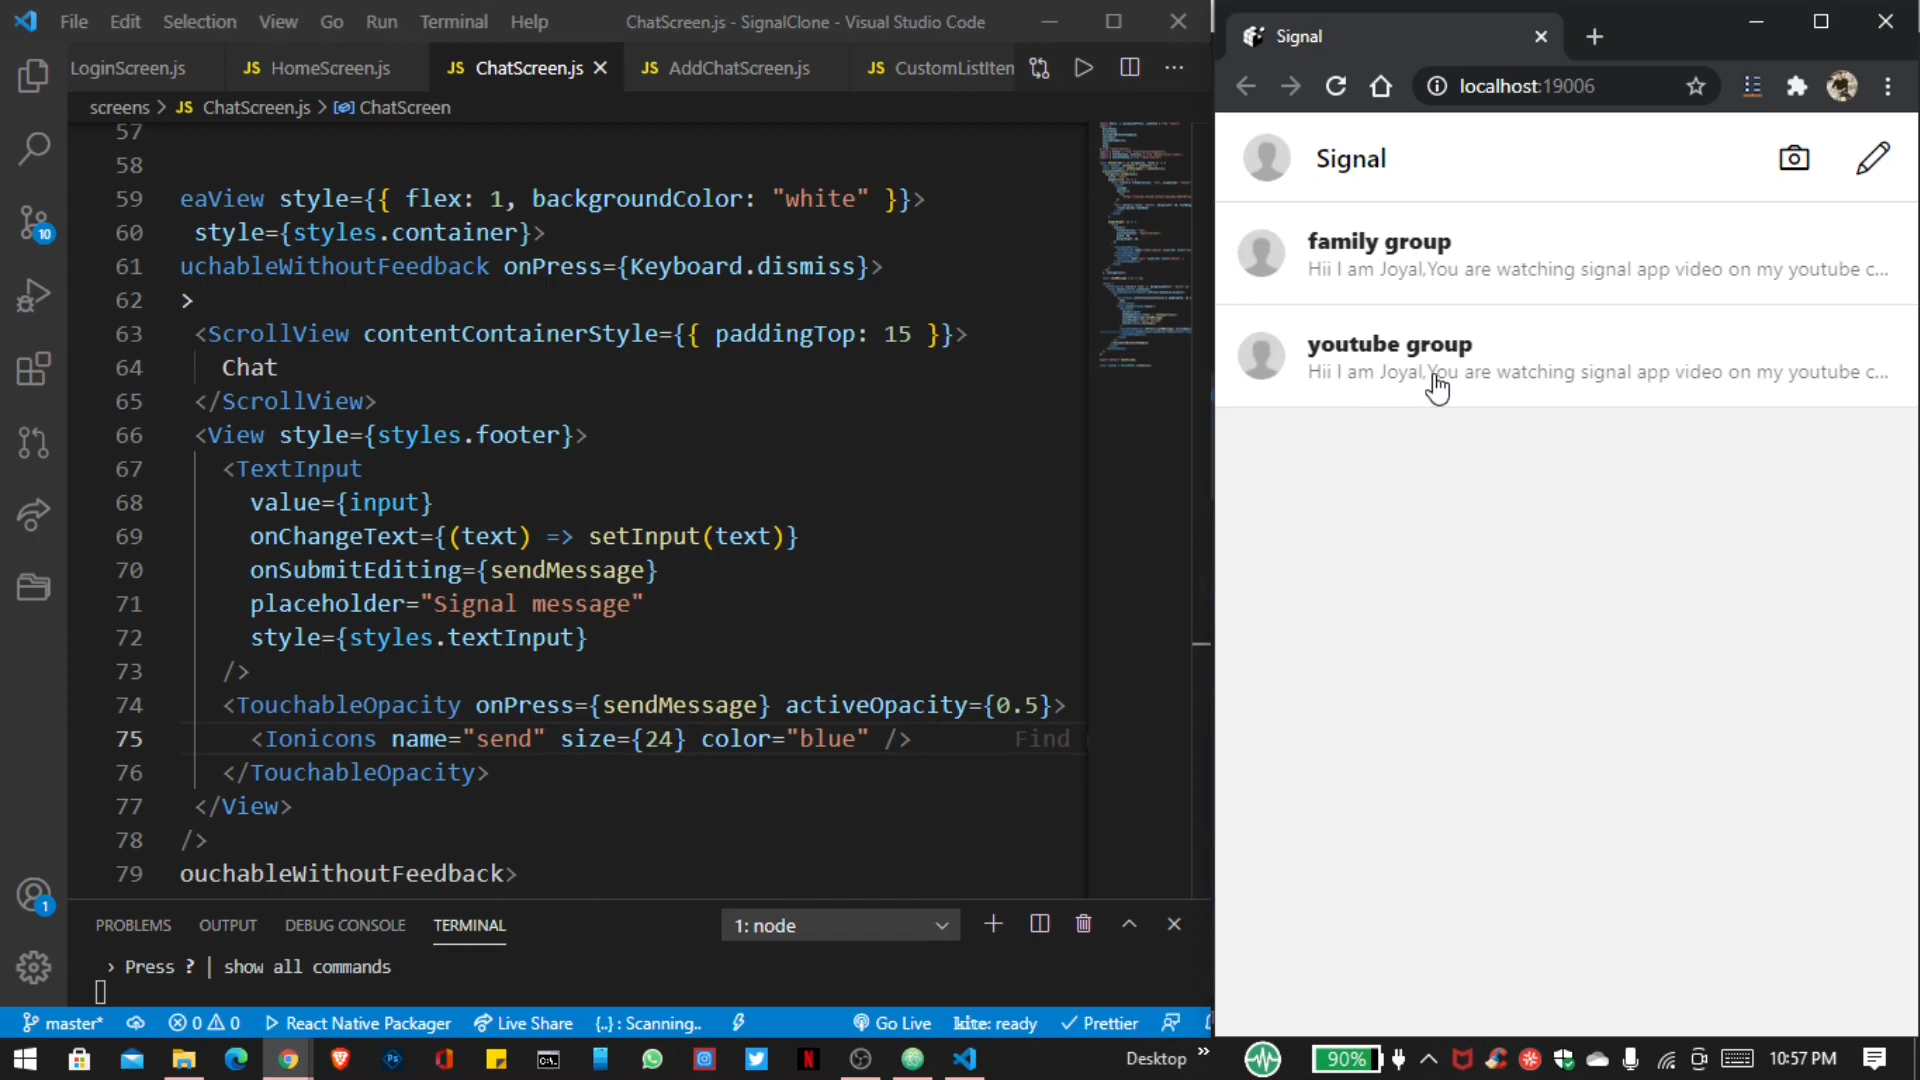 File Edit Selection View Go Run Terminal Help ChatScreen.js - SignalClone - Visual Studio Code
LoginScreen.js JS HomeScreen.js JS ChatScreen.js JS AddChatScreen.js JS CustomListIten
screens > JS ChatScreen.js > ChatScreen
57
58
59 eaView style={{ flex: 1, backgroundColor: "white" }}>
60 style={styles.container}>
61 uchableWithoutFeedback onPress={Keyboard.dismiss}>
62 >
63 <ScrollView contentContainerStyle={{ paddingTop: 15 }}>
64 Chat
65 </ScrollView>
66 <View style={styles.footer}>
67 <TextInput
68 value={input}
69 onChangeText={(text) => setInput(text)}
70 onSubmitEditing={sendMessage}
71 placeholder="Signal message"
72 style={styles.textInput}
73 />
74 <TouchableOpacity onPress={sendMessage} activeOpacity={0.5}>
75 <Ionicons name="send" size={24} color="blue" /> Find
76 </TouchableOpacity>
77 </View>
78 />
79 ouchableWithoutFeedback>
10
1
PROBLEMS OUTPUT DEBUG CONSOLE TERMINAL 1: node
› Press ? | show all commands
master* 0 0 React Native Packager Live Share {..} : Scanning.. Go Live kite: ready Prettier
Signal
localhost:19006
Signal
family group
Hii I am Joyal,You are watching signal app video on my youtube c...
youtube group
Hii I am Joyal,You are watching signal app video on my youtube c...
Desktop » 90% 10:57 PM